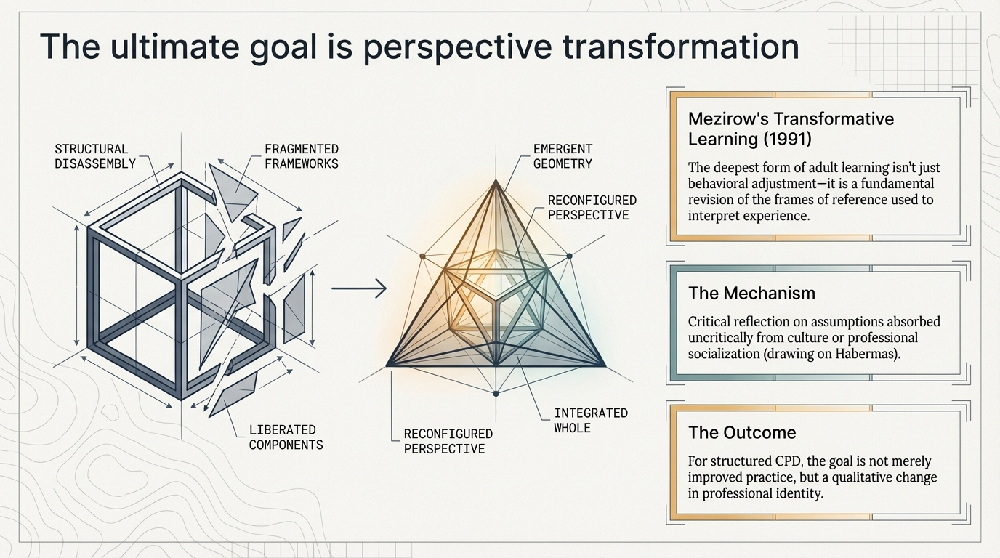 The ultimate goal is perspective transformation
STRUCTURAL
DISASSEMBLY
FRAGMENTED
FRAMEWORKS
LIBERATED
COMPONENTS
EMERGENT
GEOMETRY
RECONFIGURED
PERSPECTIVE
INTEGRATED
WHOLE
RECONFIGURED
PERSPECTIVE
Mezirow's Transformative
Learning (1991)
The deepest form of adult learning isn't just
behavioral adjustment—it is a fundamental
revision of the frames of reference used to
interpret experience.
The Mechanism
Critical reflection on assumptions absorbed
uncritically from culture or professional
socialization (drawing on Habermas).
The Outcome
For structured CPD, the goal is not merely
improved practice, but a qualitative change
in professional identity.